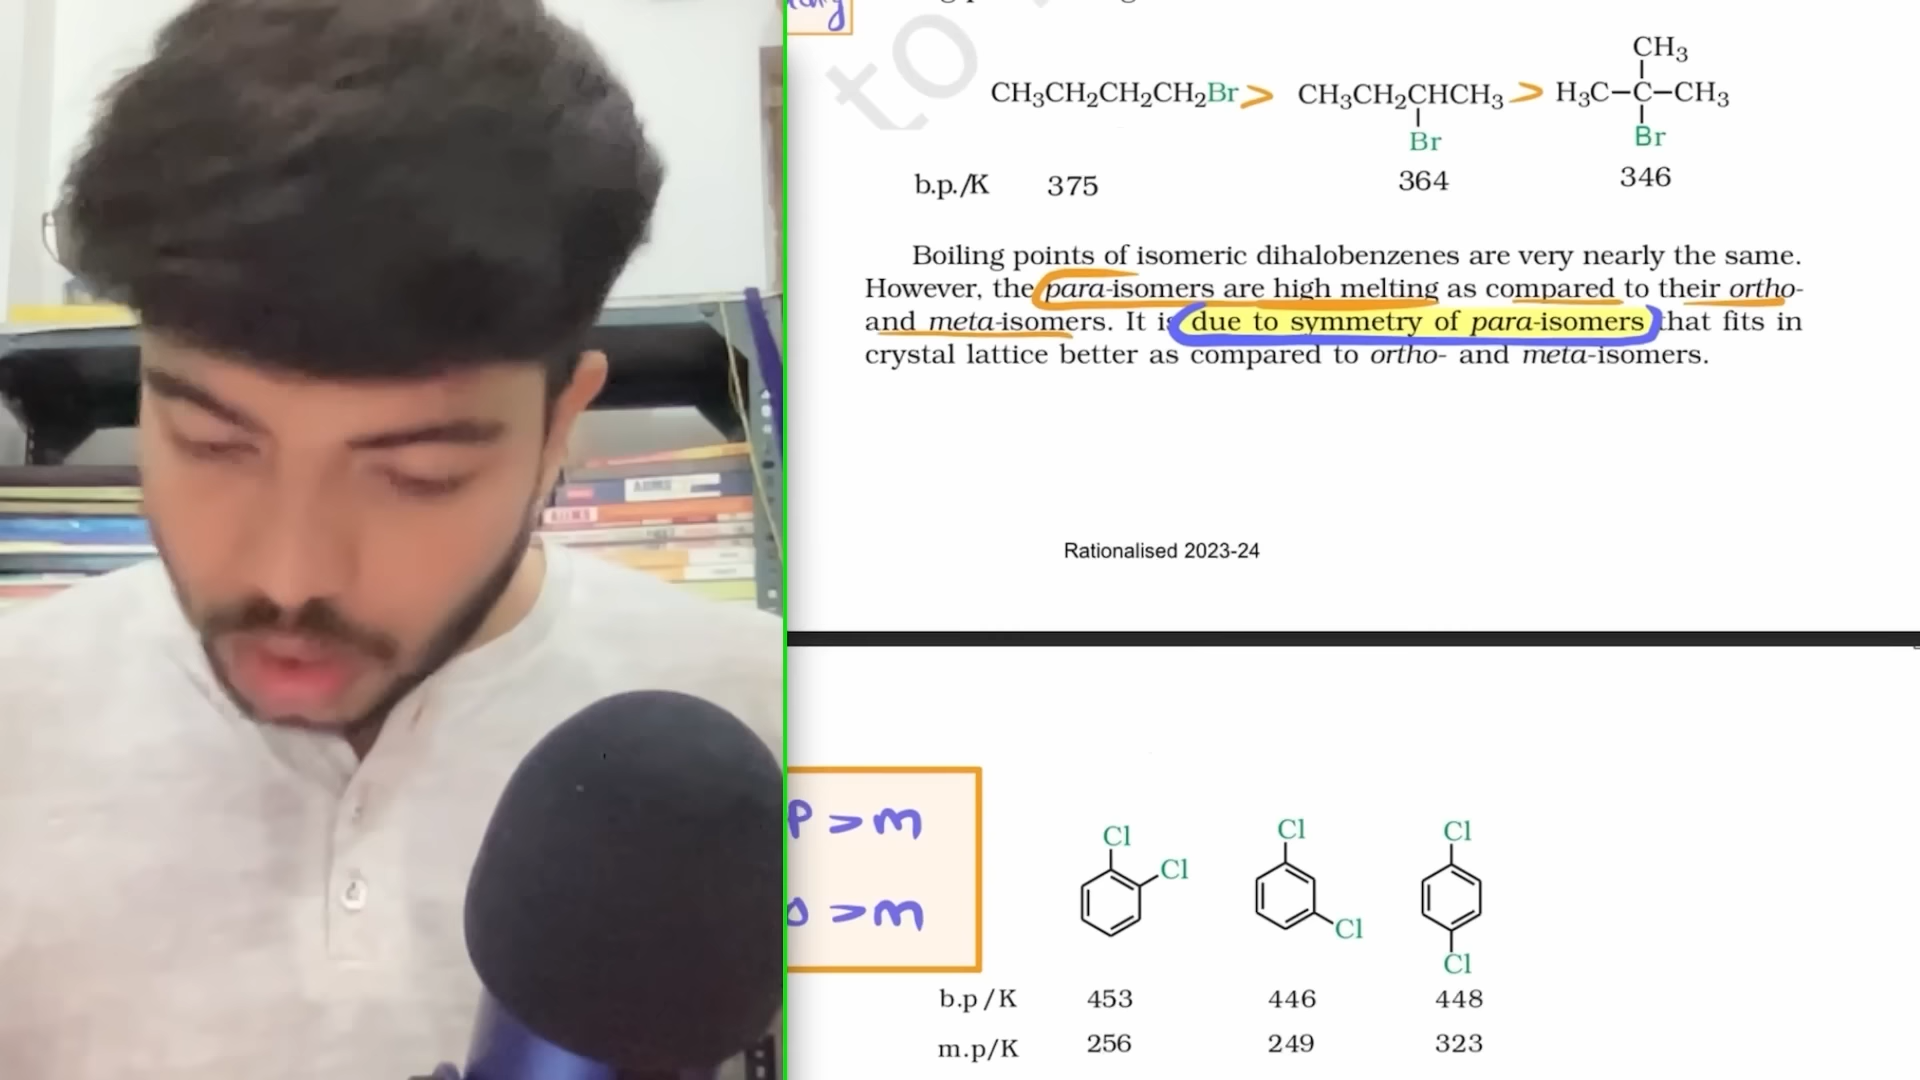 to
CH3CH2CH2CH2Br > CH3CH2CHCH3 > H3C–C–CH3
CH3
Br
Br
b.p./K 375 364 346
Boiling points of isomeric dihalobenzenes are very nearly the same.
However, the para-isomers are high melting as compared to their ortho-
and meta-isomers. It is due to symmetry of para-isomers that fits in
crystal lattice better as compared to ortho- and meta-isomers.
Rationalised 2023-24
P > m
> m
Cl Cl Cl
Cl
Cl
Cl
b.p/K 453 446 448
m.p/K 256 249 323
AIIMS
AIIMS